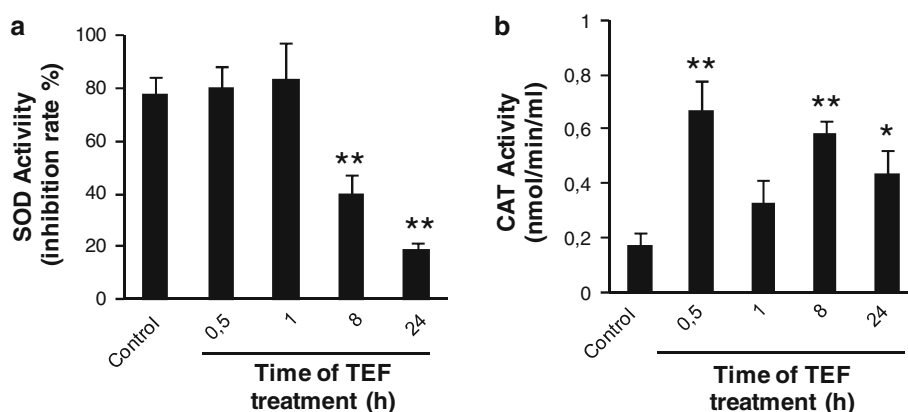 a
SOD Activiity
(inhibition rate %)
100
80
60
40
20
0
**
**
Control
0,5
1
8
24
Time of TEF
treatment (h)
b
CAT Activity
(nmol/min/ml)
1
0,8
0,6
0,4
0,2
0
**
**
*
Control
0,5
1
8
24
Time of TEF
treatment (h)